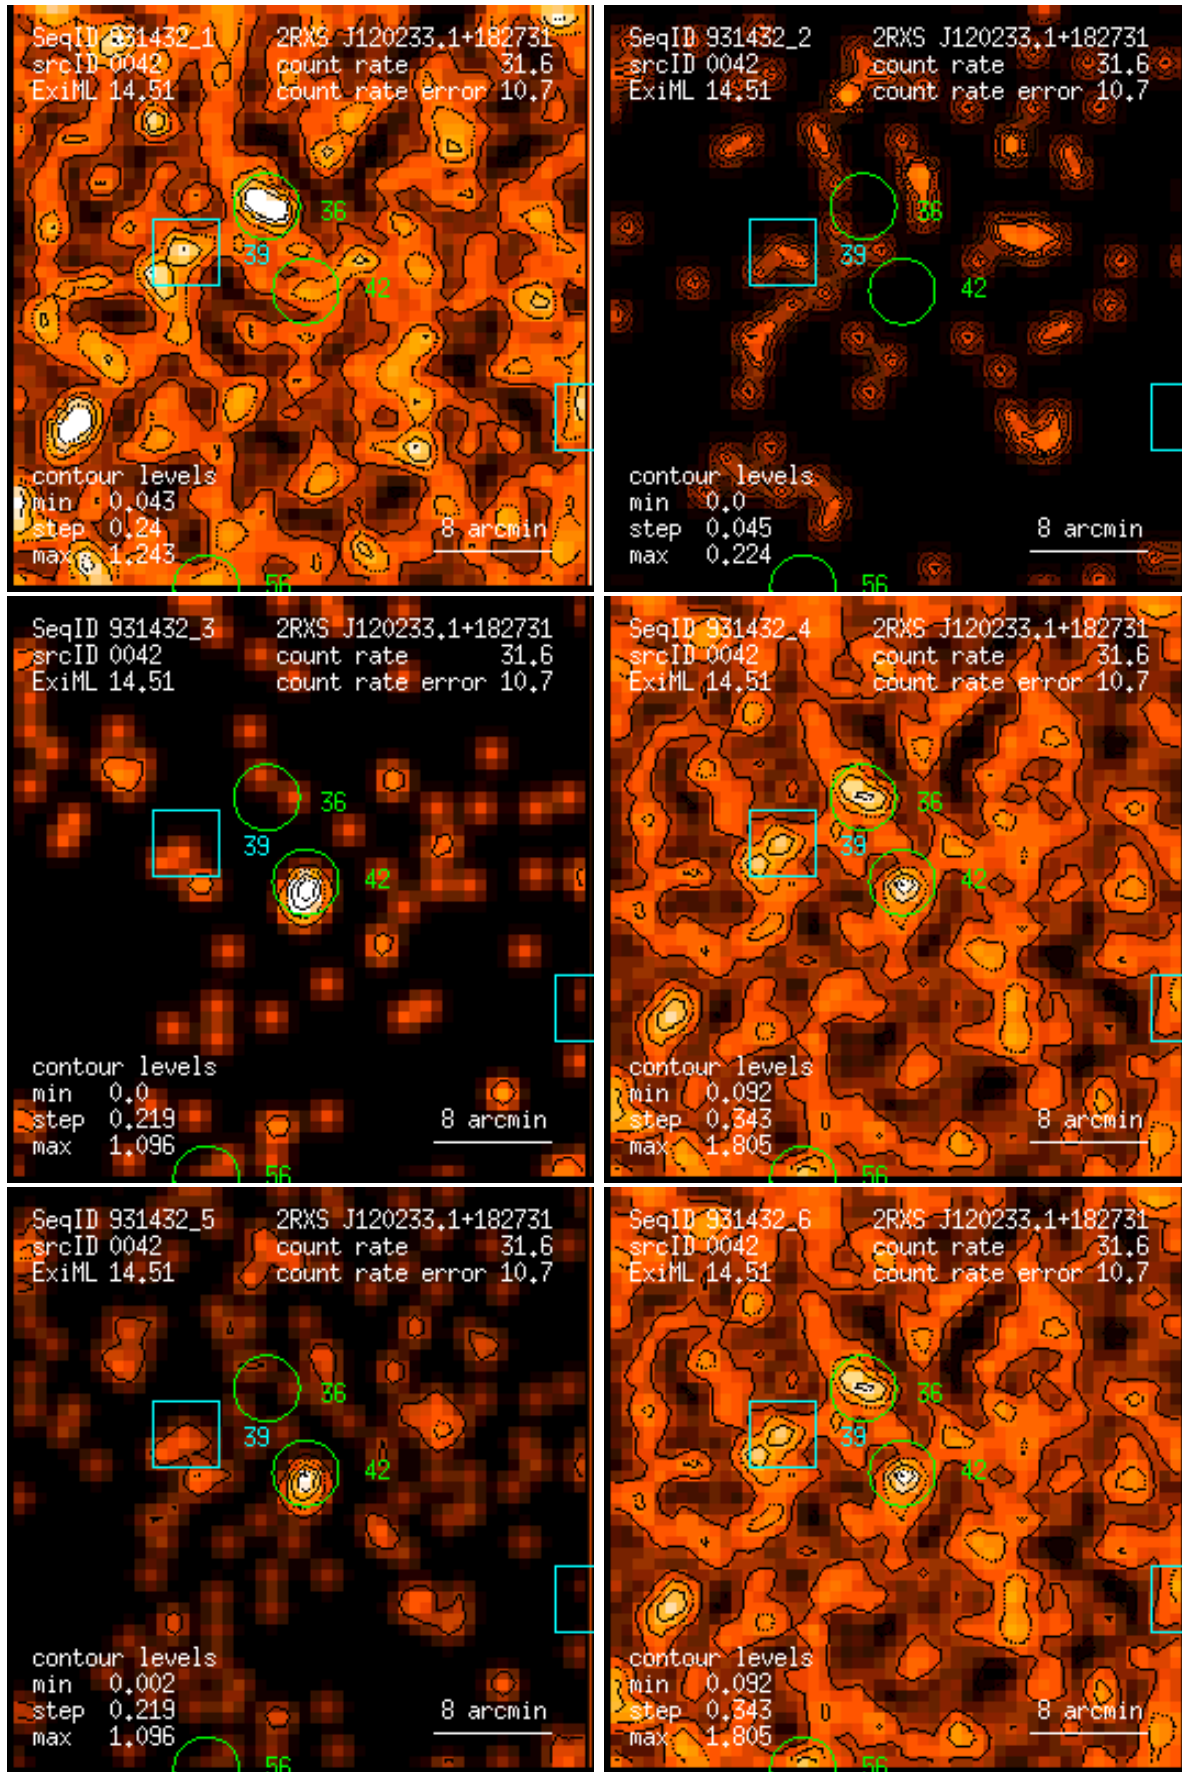 SeqID 931432_1 2RXS J120233.1+182731
srcID 0042 count rate 31.6
ExiML 14.51 count rate error 10.7
36
39
42
contour levels
min 0.043
step 0.24 8 arcmin
max 1.243
56
SeqID 931432_2 2RXS J120233.1+182731
srcID 0042 count rate 31.6
ExiML 14.51 count rate error 10.7
36
39
42
contour levels
min 0.0
step 0.045 8 arcmin
max 0.224
56
SeqID 931432_3 2RXS J120233.1+182731
srcID 0042 count rate 31.6
ExiML 14.51 count rate error 10.7
36
39
42
contour levels
min 0.0
step 0.219 8 arcmin
max 1.096
56
SeqID 931432_4 2RXS J120233.1+182731
srcID 0042 count rate 31.6
ExiML 14.51 count rate error 10.7
36
39
42
contour levels
min 0.092
step 0.343 8 arcmin
max 1.805
56
SeqID 931432_5 2RXS J120233.1+182731
srcID 0042 count rate 31.6
ExiML 14.51 count rate error 10.7
36
39
42
contour levels
min 0.002
step 0.219 8 arcmin
max 1.096
56
SeqID 931432_6 2RXS J120233.1+182731
srcID 0042 count rate 31.6
ExiML 14.51 count rate error 10.7
36
39
42
contour levels
min 0.092
step 0.343 8 arcmin
max 1.805
56